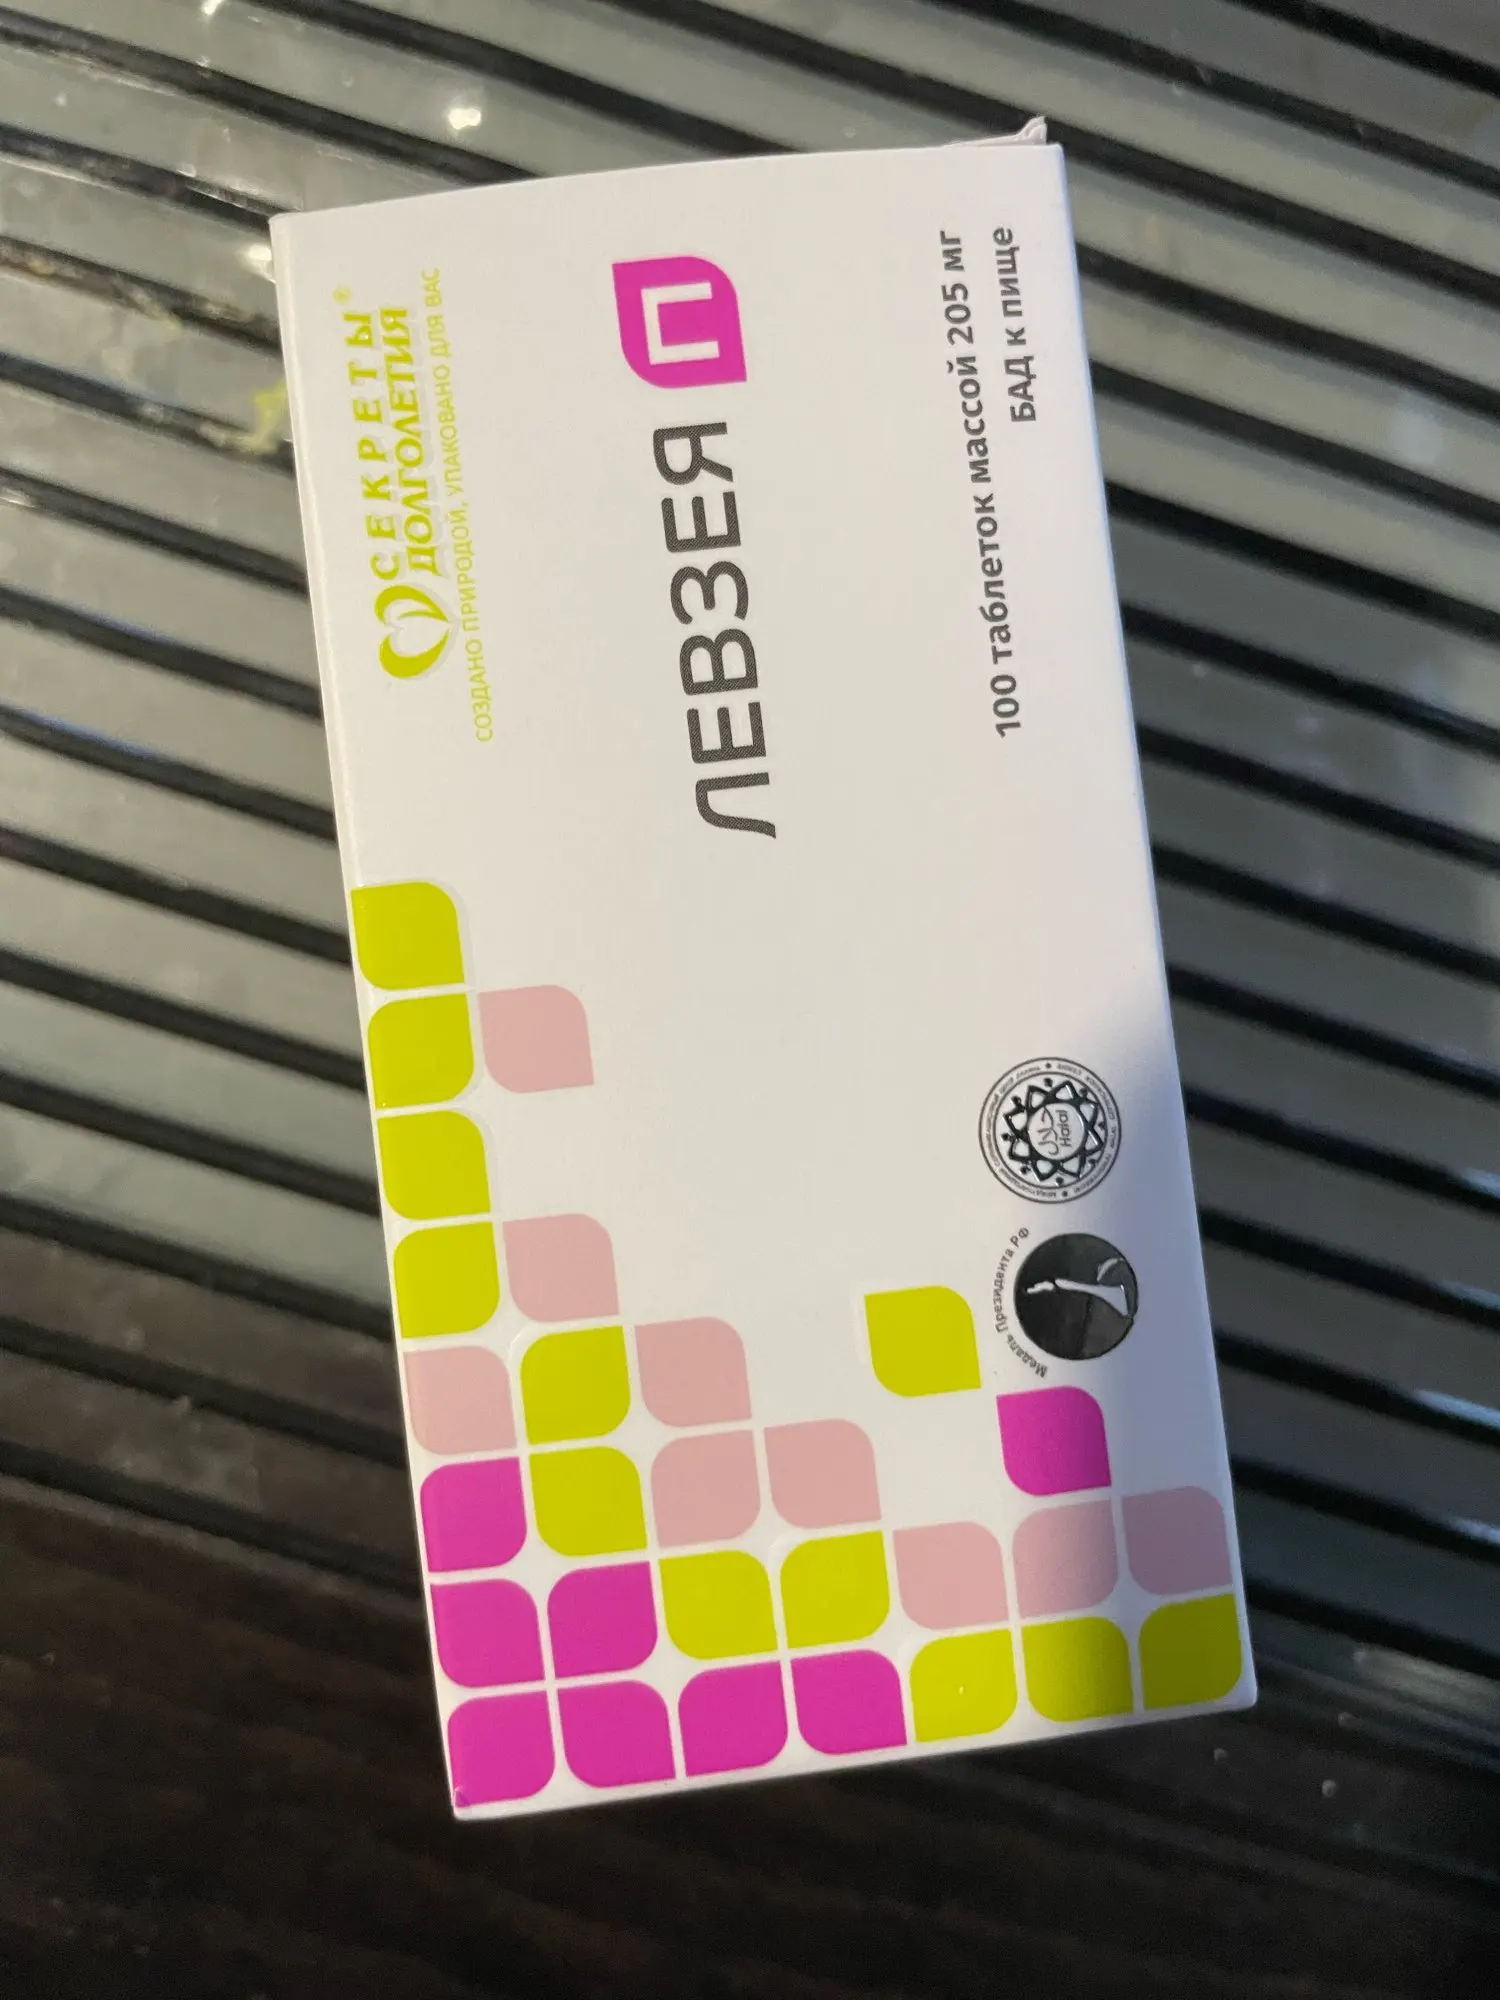 СЕКРЕТЫ®
ДОЛГОЛЕТИЯ
СОЗДАНО ПРИРОДОЙ, УПАКОВАНО ДЛЯ ВАС
ЛЕВЗЕЯ П
100 таблеток массой 205 мг
БАД к пище
Медаль Президента РФ
حلال
Halal